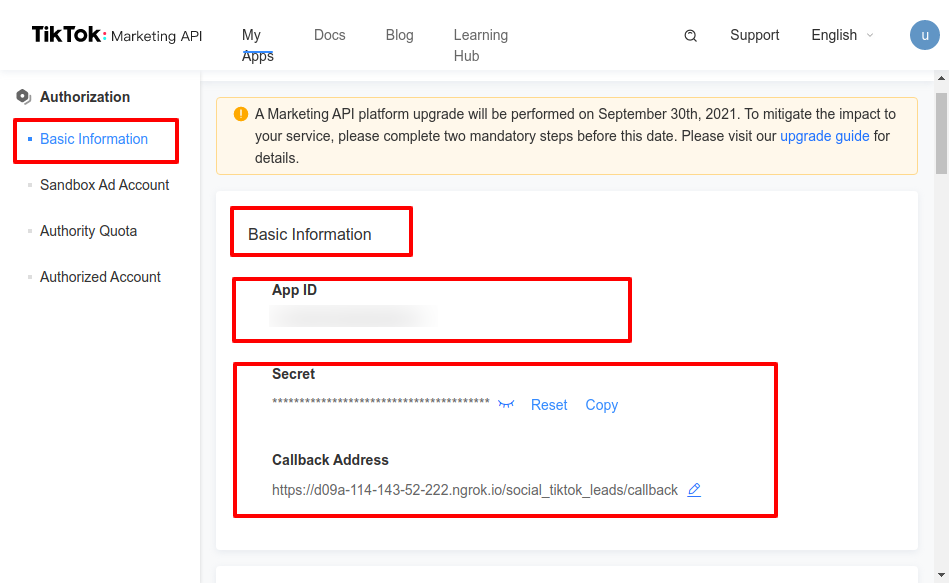 TikTok: Marketing API
My Apps
Docs
Blog
Learning Hub
Support
English
u
Authorization
Basic Information
Sandbox Ad Account
Authority Quota
Authorized Account
A Marketing API platform upgrade will be performed on September 30th, 2021. To mitigate the impact to
your service, please complete two mandatory steps before this date. Please visit our upgrade guide for
details.
Basic Information
App ID
Secret
**************************************** Reset Copy
Callback Address
https://d09a-114-143-52-222.ngrok.io/social_tiktok_leads/callback